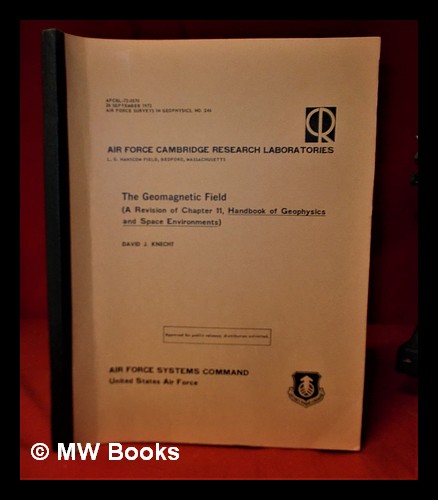 AFCRL-72-0570
30 SEPTEMBER 1972
AIR FORCE SURVEYS IN GEOPHYSICS, NO. 246
AIR FORCE CAMBRIDGE RESEARCH LABORATORIES
L. G. HANSCOM FIELD, BEDFORD, MASSACHUSETTS
The Geomagnetic Field
(A Revision of Chapter 11, Handbook of Geophysics
and Space Environments)
DAVID J. KNECHT
Approved for public release; distribution unlimited.
AIR FORCE SYSTEMS COMMAND
United States Air Force
© MW Books